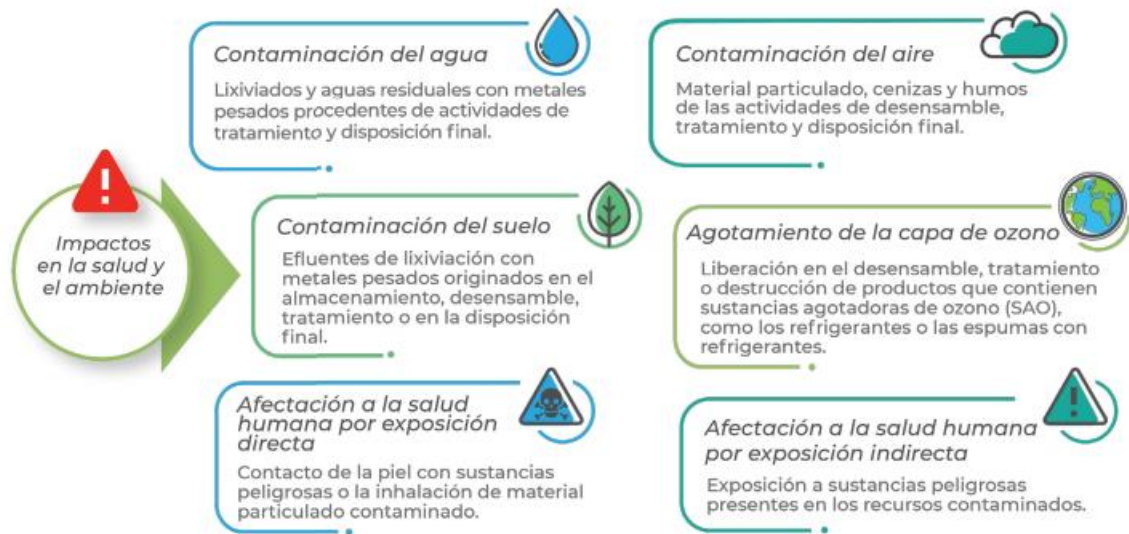 Impactos
en la salud y
el ambiente
Contaminación del agua
Lixiviados y aguas residuales con metales
pesados procedentes de actividades de
tratamiento y disposición final.
Contaminación del aire
Material particulado, cenizas y humos
de las actividades de desensamble,
tratamiento y disposición final.
Contaminación del suelo
Efluentes de lixiviación con
metales pesados originados en el
almacenamiento, desensamble,
tratamiento o en la disposición
final.
Agotamiento de la capa de ozono
Liberación en el desensamble, tratamiento
o destrucción de productos que contienen
sustancias agotadoras de ozono (SAO),
como los refrigerantes o las espumas con
refrigerantes.
Afectación a la salud
humana por exposición
directa
Contacto de la piel con sustancias
peligrosas o la inhalación de material
particulado contaminado.
Afectación a la salud humana
por exposición indirecta
Exposición a sustancias peligrosas
presentes en los recursos contaminados.